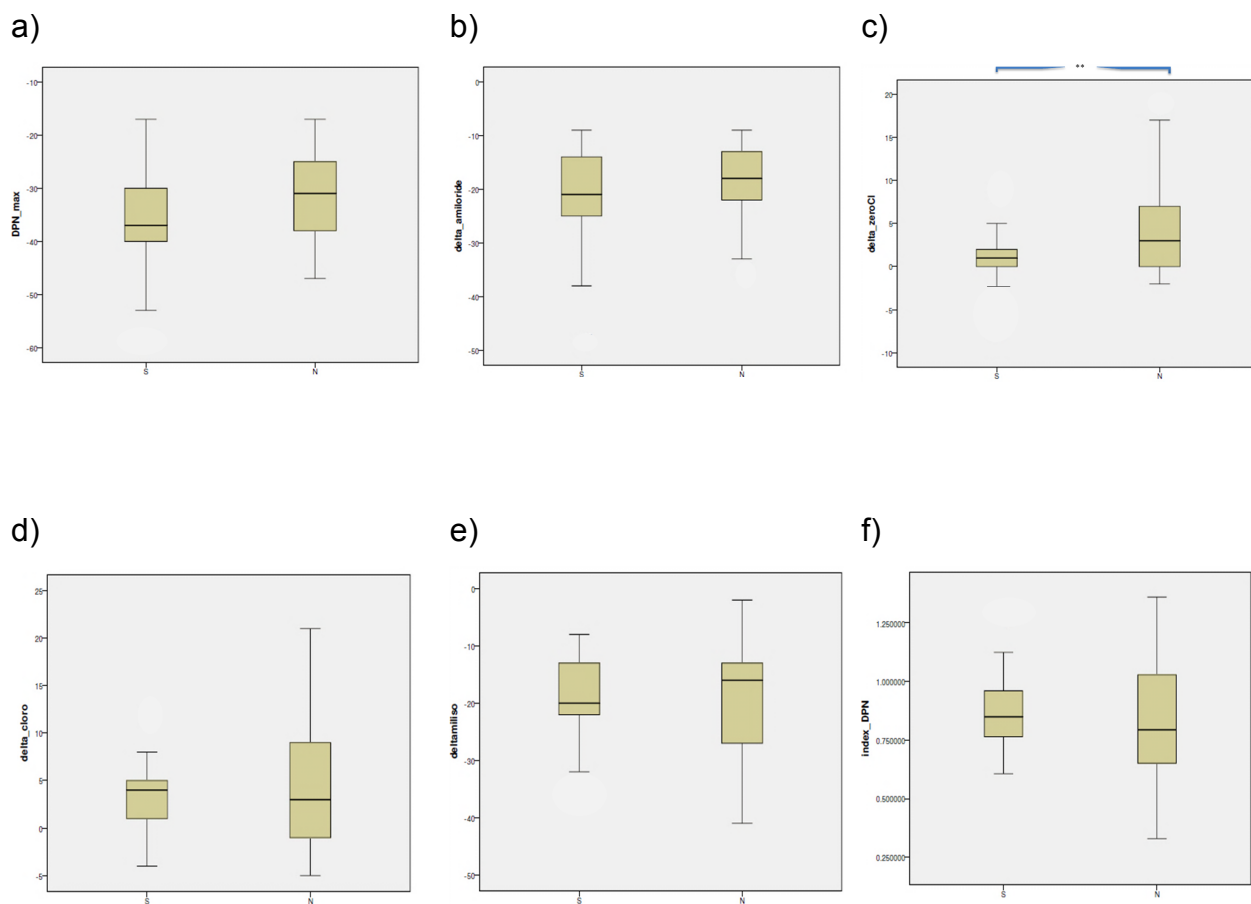 a)
-10
-20
-30
-40
-50
-60
DPN_max
S
N
b)
0
-10
-20
-30
-40
-50
delta_amiloride
S
N
c)
**
20
15
10
5
0
-5
-10
delta_zeroCl
S
N
d)
25
20
15
10
5
0
-5
delta_cloro
S
N
e)
0
-10
-20
-30
-40
-50
deltamiliso
S
N
f)
1.250000
1.000000
0.750000
0.500000
0.250000
index_DPN
S
N